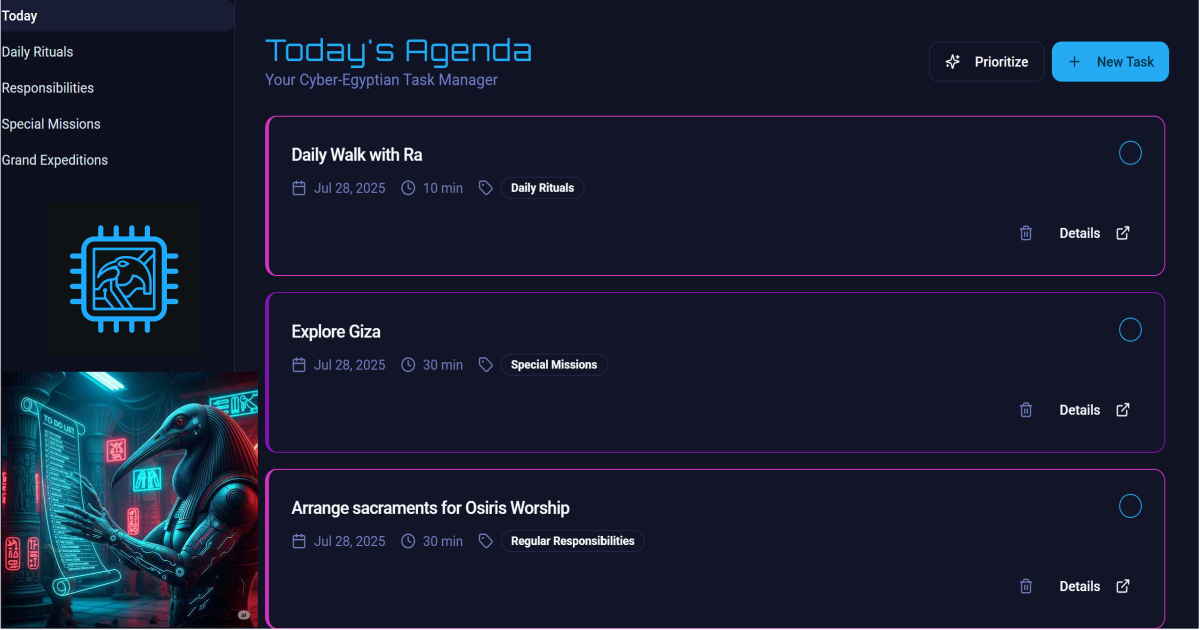 Today
Daily Rituals
Responsibilities
Special Missions
Grand Expeditions
TO DO LIST
ai
Today's Agenda
Your Cyber-Egyptian Task Manager
Prioritize
+ New Task
Daily Walk with Ra
Jul 28, 2025 10 min Daily Rituals
Details
Explore Giza
Jul 28, 2025 30 min Special Missions
Details
Arrange sacraments for Osiris Worship
Jul 28, 2025 30 min Regular Responsibilities
Details